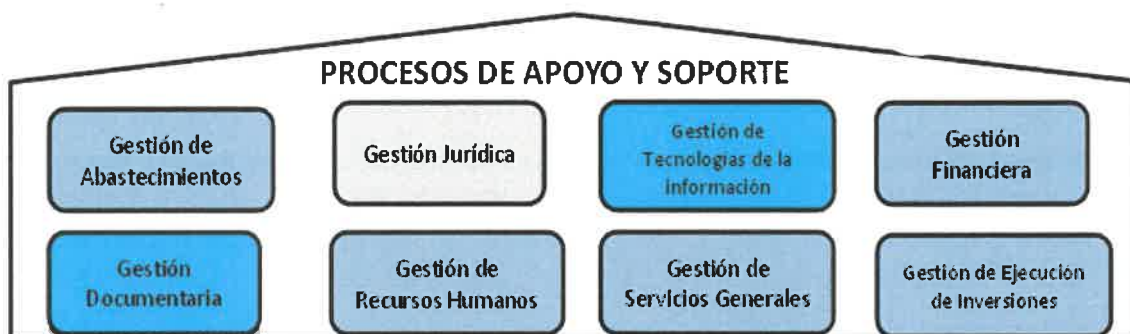 PROCESOS DE APOYO Y SOPORTE
Gestión de
Abastecimientos
Gestión Jurídica
Gestión de
Tecnologías de la
información
Gestión
Financiera
Gestión
Documentaria
Gestión de
Recursos Humanos
Gestión de
Servicios Generales
Gestión de Ejecución
de Inversiones